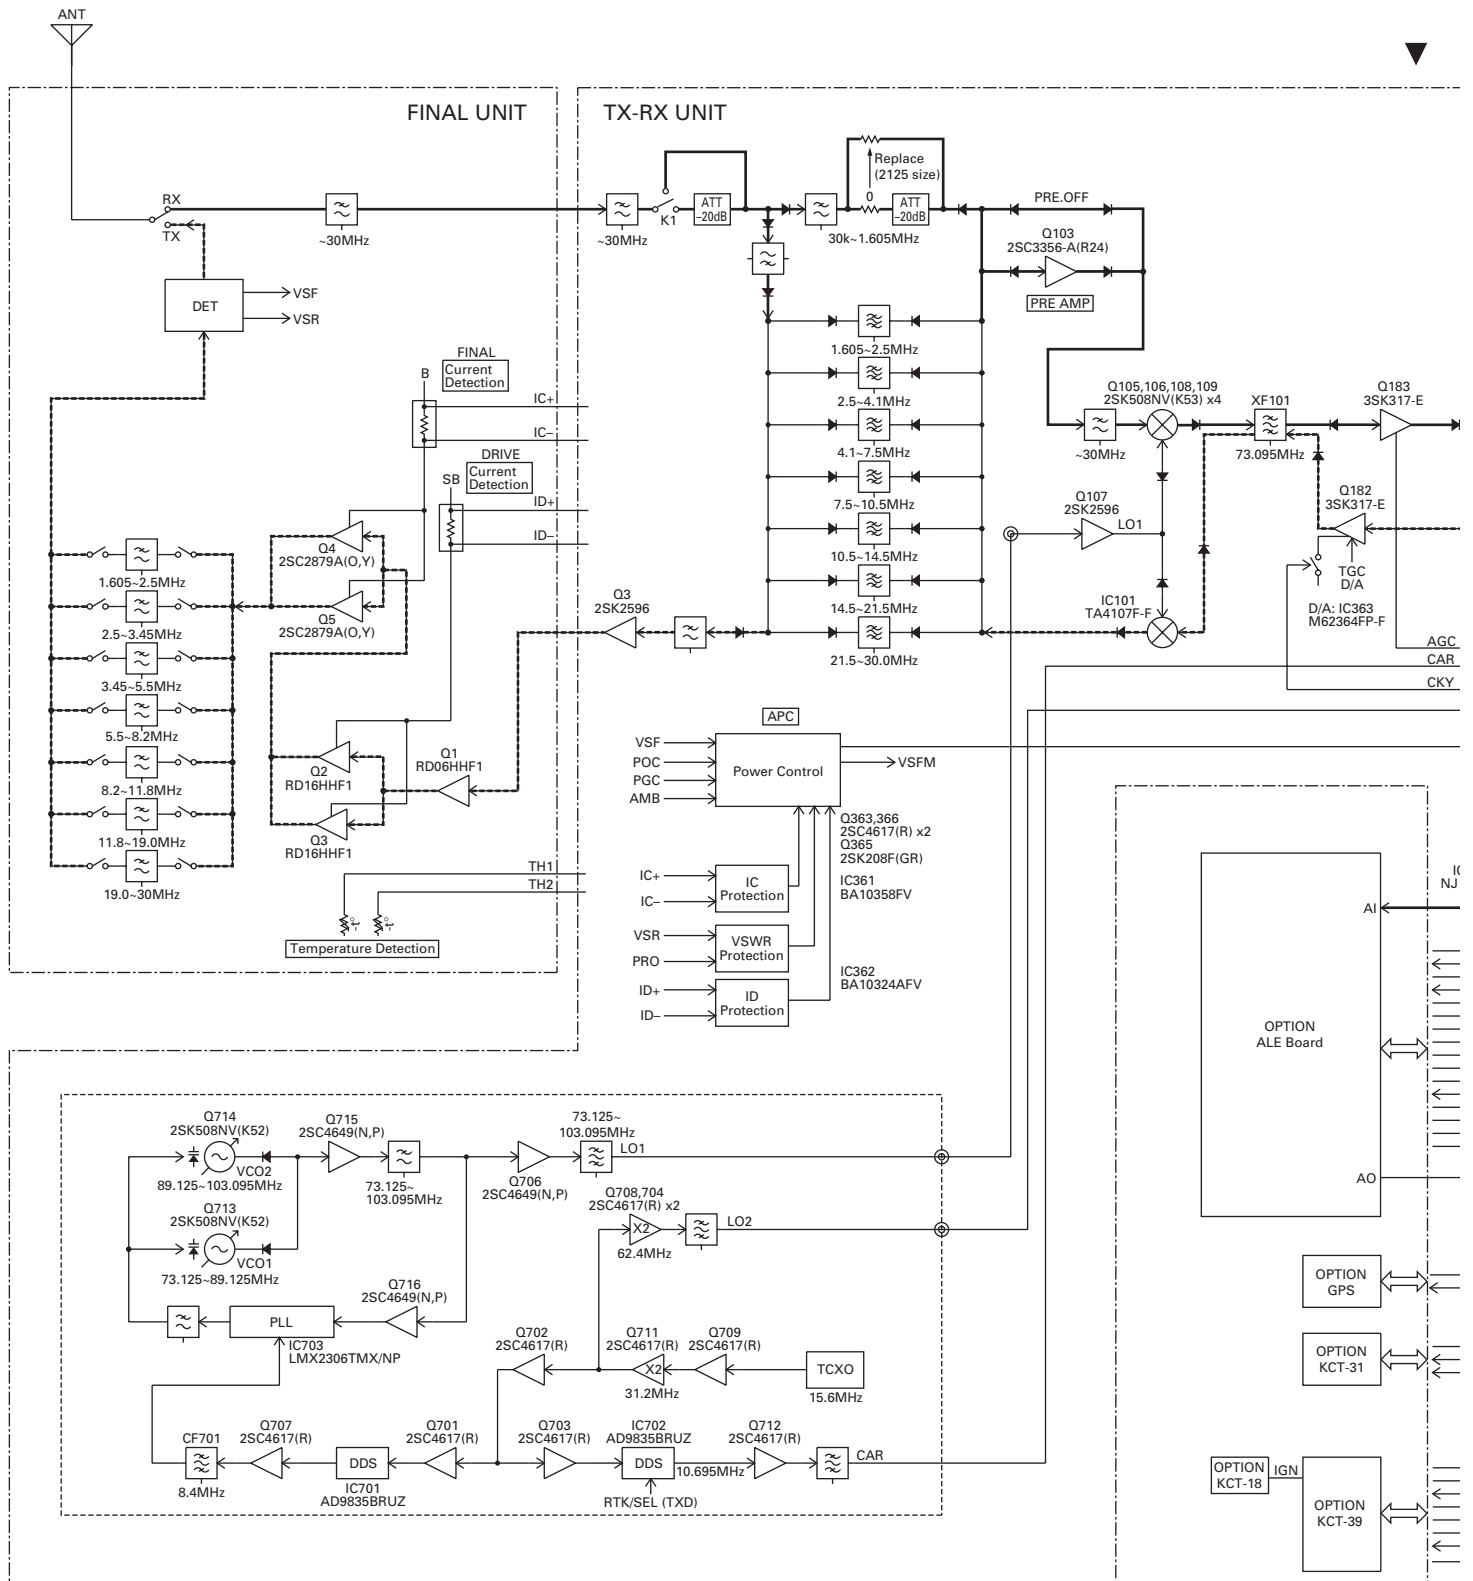 ANT
FINAL UNIT
TX-RX UNIT
RX
TX
~30MHz
DET
VSF
VSR
FINAL
Current
Detection
B
IC+
IC–
DRIVE
Current
Detection
SB
ID+
ID–
Q4
2SC2879A(O,Y)
Q5
2SC2879A(O,Y)
1.605~2.5MHz
2.5~3.45MHz
3.45~5.5MHz
5.5~8.2MHz
8.2~11.8MHz
11.8~19.0MHz
19.0~30MHz
Q2
RD16HHF1
Q3
RD16HHF1
Q1
RD06HHF1
TH1
TH2
-t°
-t°
Temperature Detection
~30MHz
K1
ATT
–20dB
30k~1.605MHz
Replace
(2125 size)
0
ATT
–20dB
PRE.OFF
Q103
2SC3356-A(R24)
PRE AMP
1.605~2.5MHz
2.5~4.1MHz
4.1~7.5MHz
7.5~10.5MHz
10.5~14.5MHz
14.5~21.5MHz
21.5~30.0MHz
Q3
2SK2596
~30MHz
Q105,106,108,109
2SK508NV(K53) x4
XF101
73.095MHz
Q183
3SK317-E
Q182
3SK317-E
TGC
D/A
D/A: IC363
M62364FP-F
Q107
2SK2596
LO1
IC101
TA4107F-F
AGC
CAR
CKY
APC
VSF
POC
PGC
AMB
Power Control
VSFM
Q363,366
2SC4617(R) x2
Q365
2SK208F(GR)
IC361
BA10358FV
IC+
IC–
IC
Protection
VSR
PRO
VSWR
Protection
ID+
ID–
ID
Protection
IC362
BA10324AFV
OPTION
ALE Board
AI
AO
IC
NJ
OPTION
GPS
OPTION
KCT-31
OPTION
KCT-18
IGN
OPTION
KCT-39
Q714
2SK508NV(K52)
VCO2
89.125~103.095MHz
Q713
2SK508NV(K52)
VCO1
73.125~89.125MHz
Q715
2SC4649(N,P)
73.125~
103.095MHz
Q706
2SC4649(N,P)
73.125~
103.095MHz
LO1
Q708,704
2SC4617(R) x2
X2
62.4MHz
LO2
Q716
2SC4649(N,P)
PLL
IC703
LMX2306TMX/NP
Q702
2SC4617(R)
Q711
2SC4617(R)
X2
31.2MHz
Q709
2SC4617(R)
TCXO
15.6MHz
CF701
8.4MHz
Q707
2SC4617(R)
DDS
IC701
AD9835BRUZ
Q701
2SC4617(R)
Q703
2SC4617(R)
IC702
AD9835BRUZ
DDS
10.695MHz
RTK/SEL (TXD)
Q712
2SC4617(R)
CAR